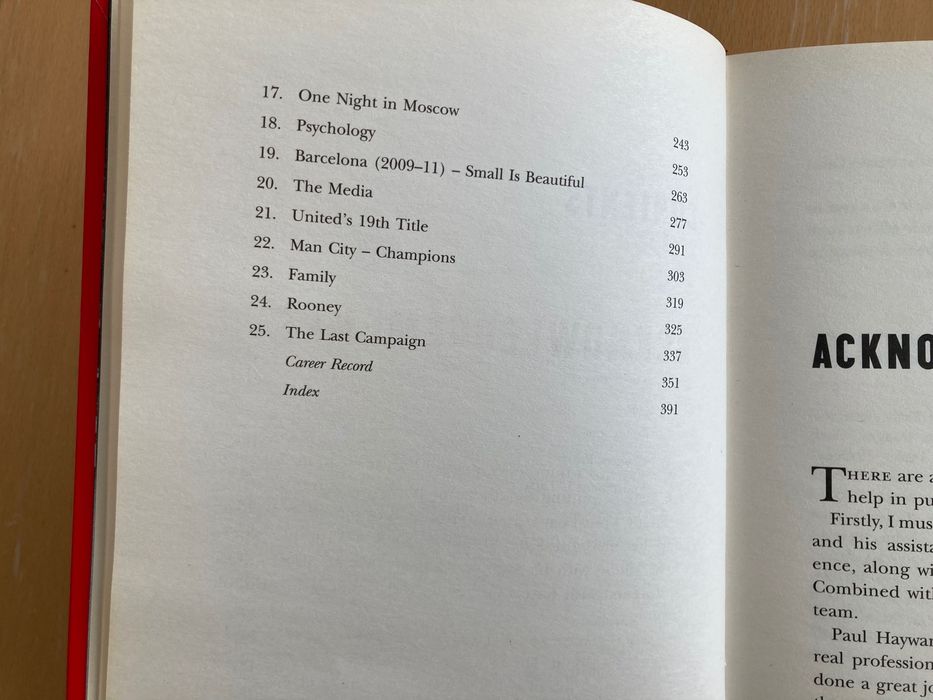 17. One Night in Moscow 243
18. Psychology 253
19. Barcelona (2009–11) – Small Is Beautiful 263
20. The Media 277
21. United's 19th Title 291
22. Man City – Champions 303
23. Family 319
24. Rooney 325
25. The Last Campaign 337
Career Record 351
Index 391
ACKNO
THERE are a
help in pu
Firstly, I mus
and his assista
ence, along wi
Combined with
team.
Paul Haywar
real profession
done a great jo